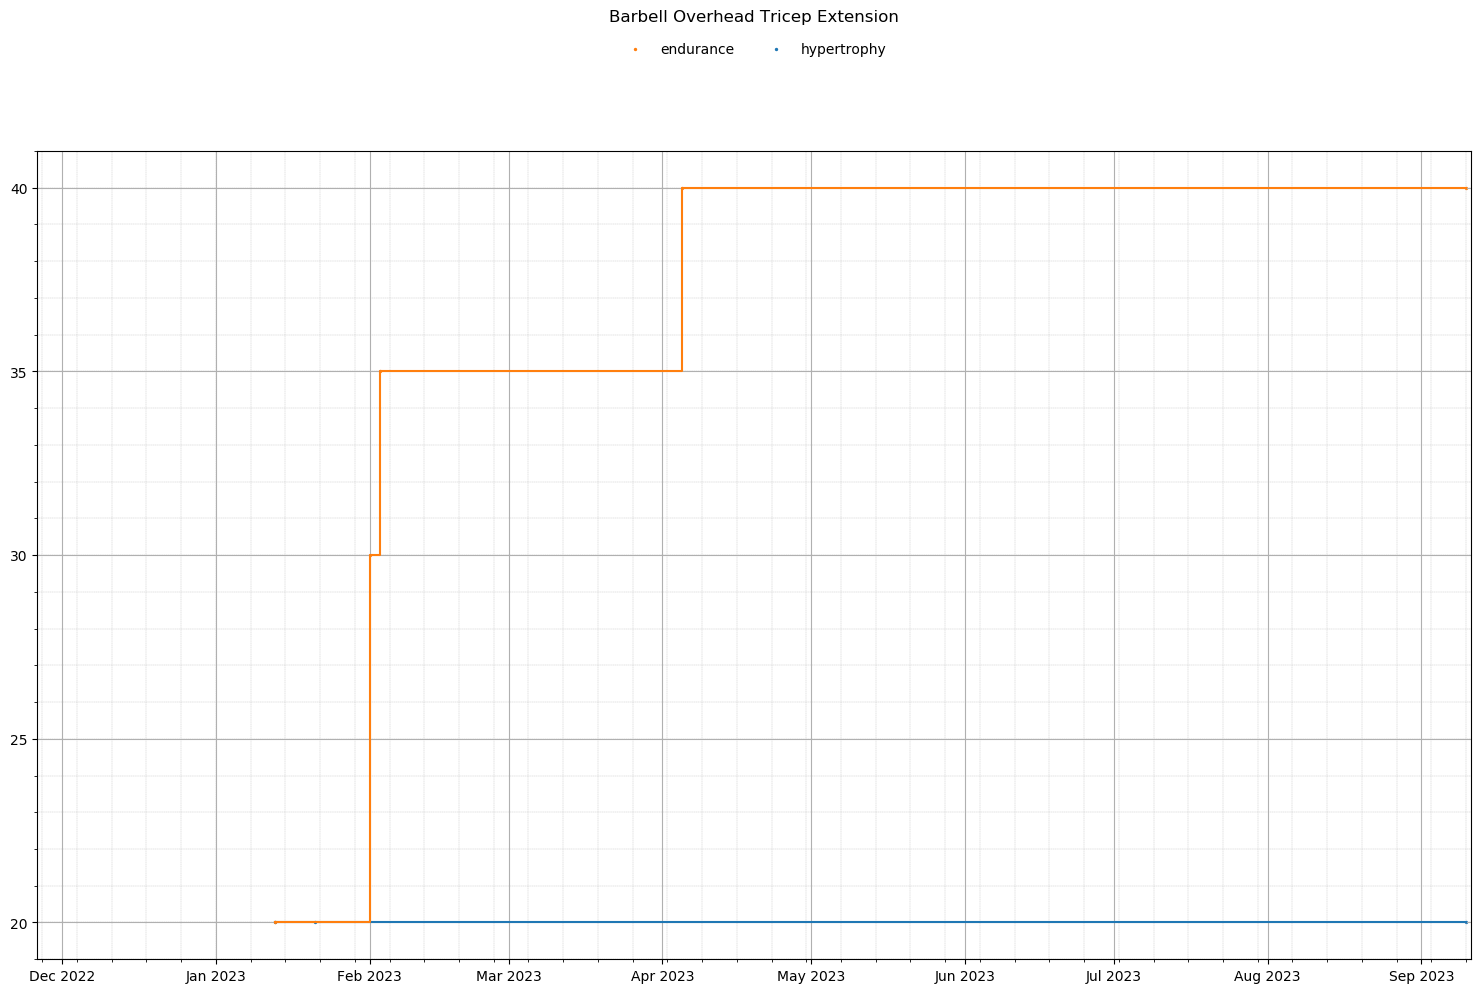 Barbell Overhead Tricep Extension
endurance hypertrophy
40
35
30
25
20
Dec 2022 Jan 2023 Feb 2023 Mar 2023 Apr 2023 May 2023 Jun 2023 Jul 2023 Aug 2023 Sep 2023